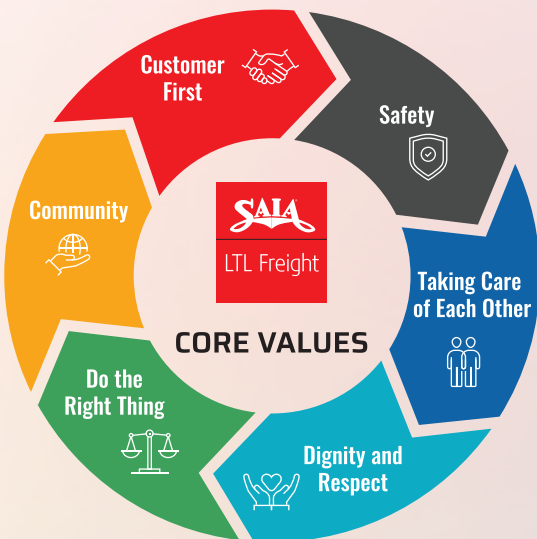 Customer
First
Safety
Taking Care
of Each Other
Dignity and
Respect
Do the
Right Thing
Community
SAIA
LTL Freight
CORE VALUES